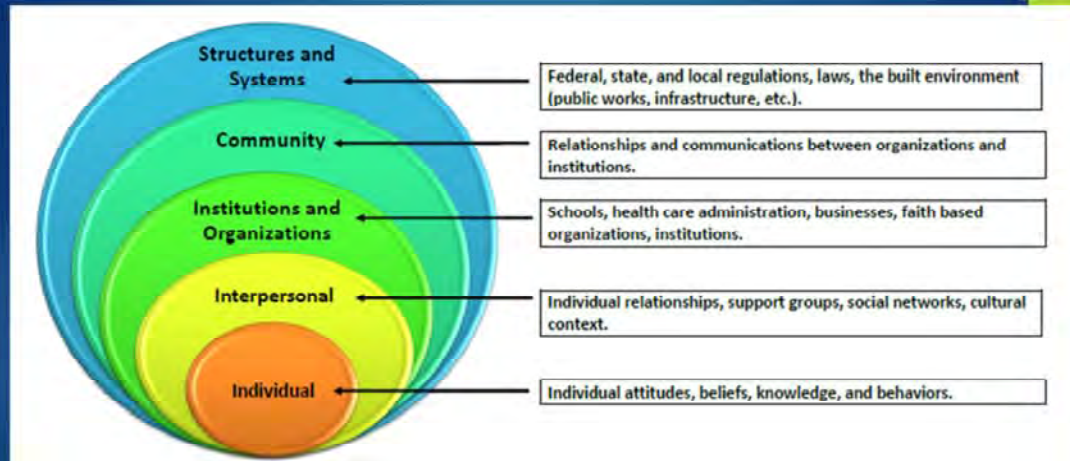 Structures and
Systems
Federal, state, and local regulations, laws, the built environment
(public works, infrastructure, etc.).
Community
Relationships and communications between organizations and
institutions.
Institutions and
Organizations
Schools, health care administration, businesses, faith based
organizations, institutions.
Interpersonal
Individual relationships, support groups, social networks, cultural
context.
Individual
Individual attitudes, beliefs, knowledge, and behaviors.